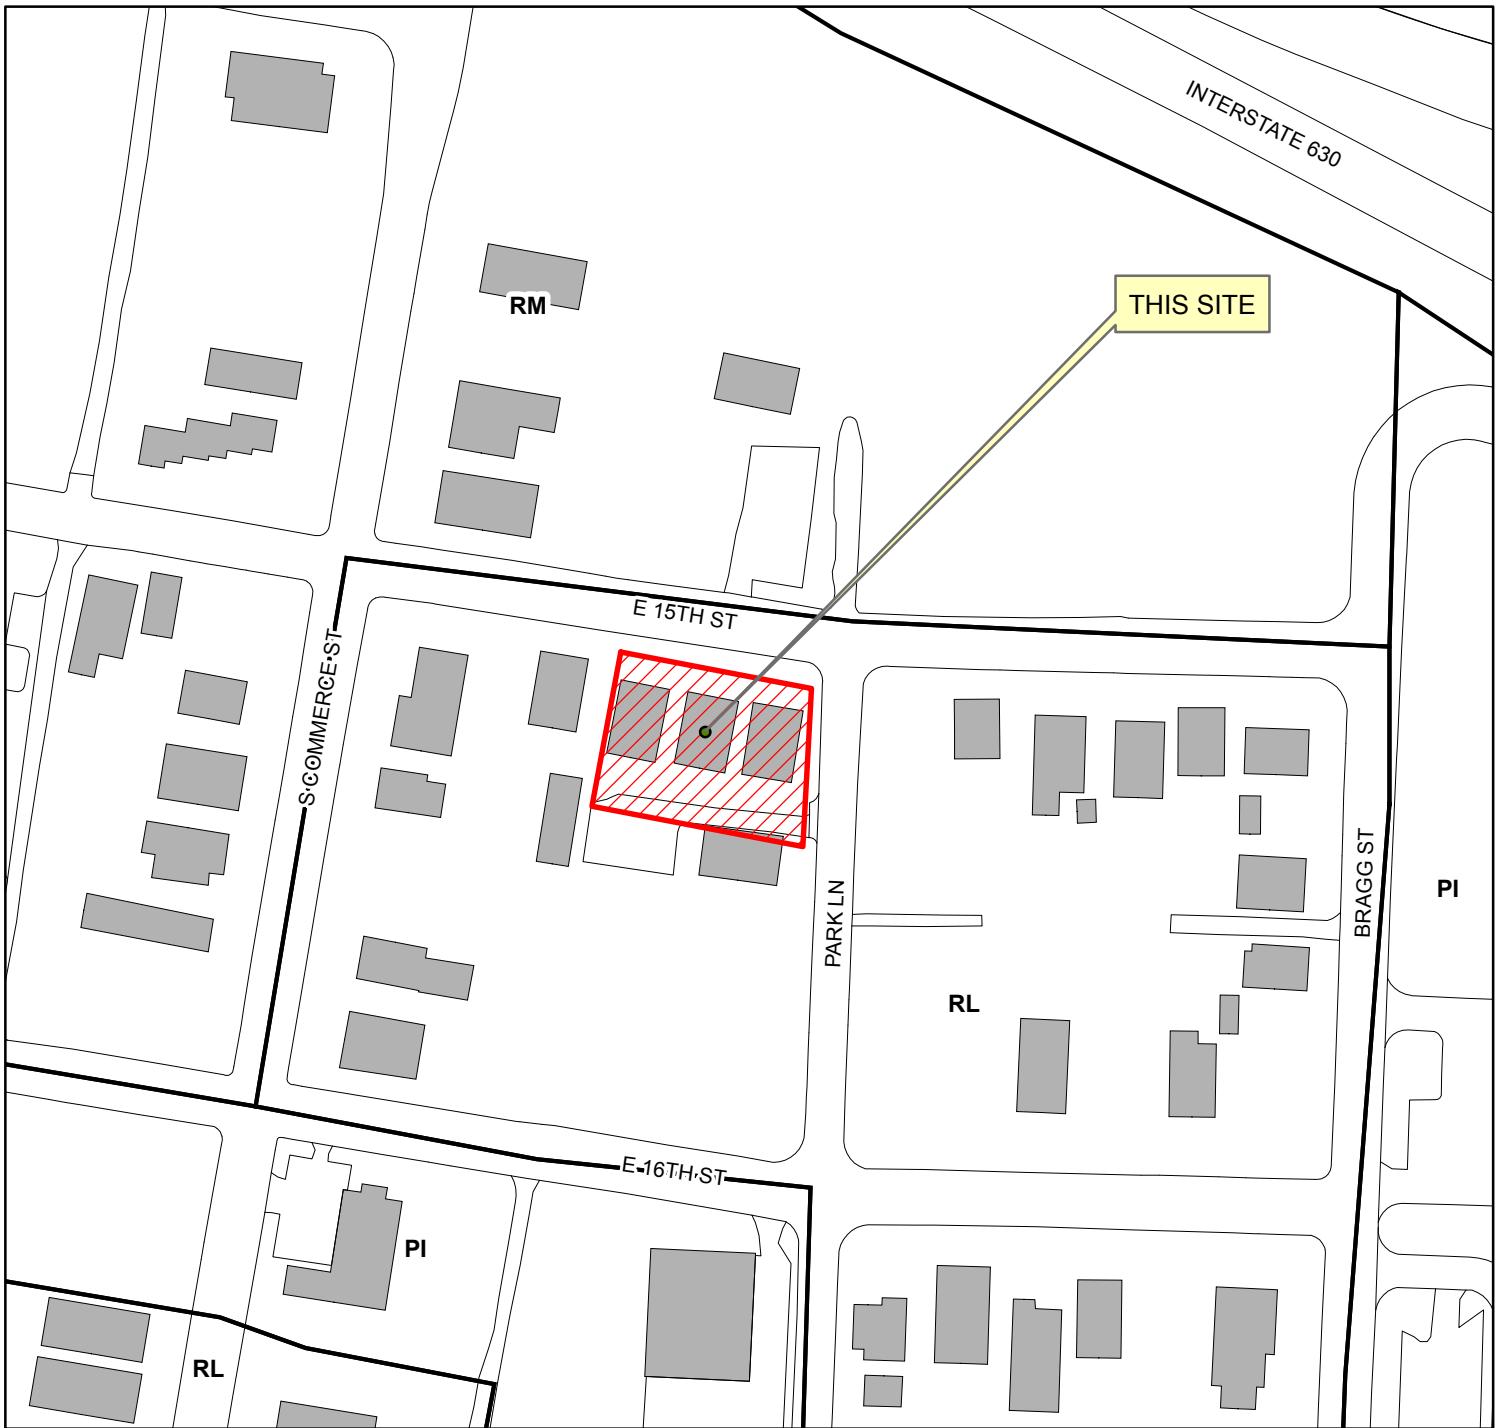 INTERSTATE 630
THIS SITE
RM
E 15TH ST
S COMMERCE ST
PARK LN
BRAGG ST
PI
RL
E 16TH ST
PI
RL